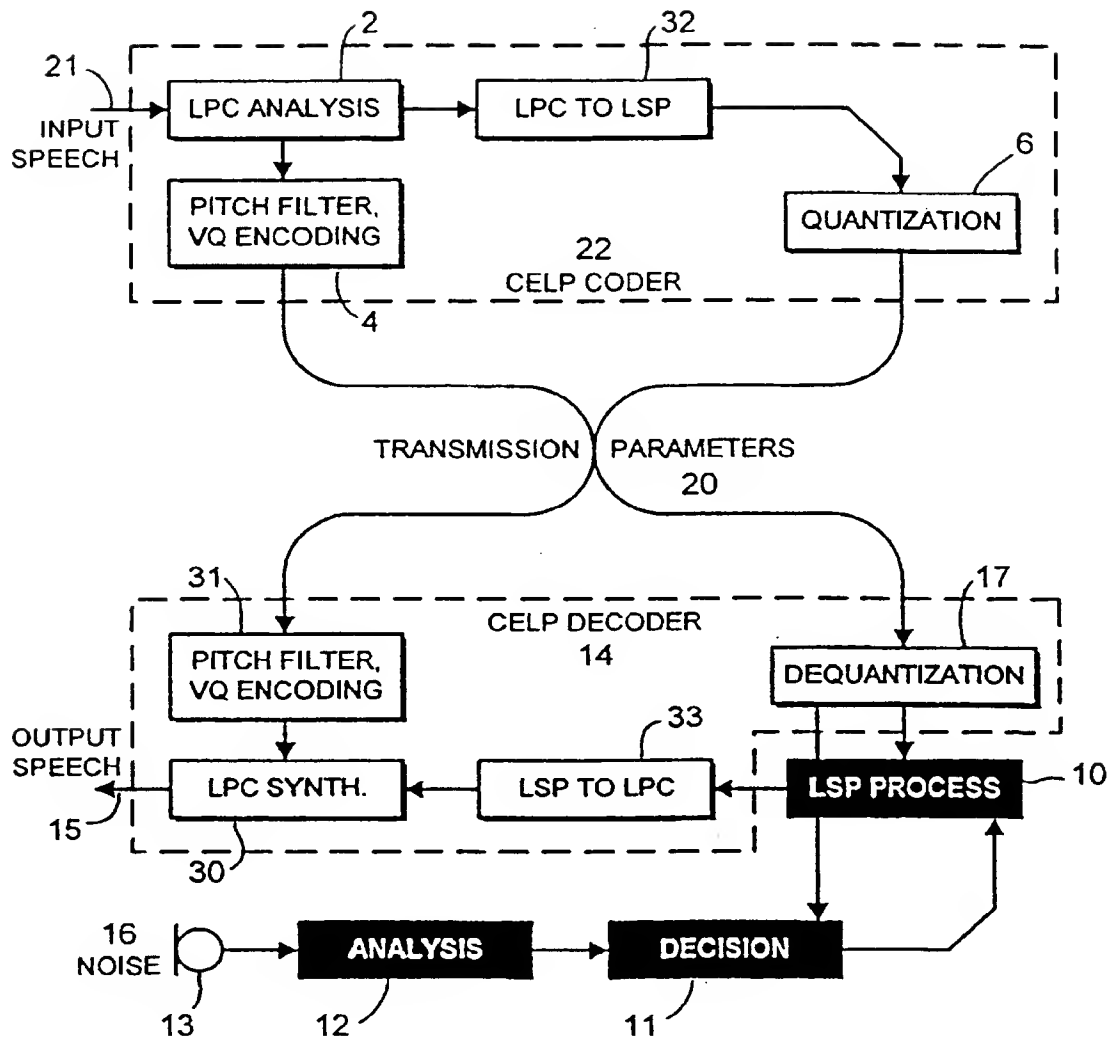 2
32
21
LPC ANALYSIS
LPC TO LSP
INPUT
SPEECH
6
PITCH FILTER,
VQ ENCODING
QUANTIZATION
22
CELP CODER
4
TRANSMISSION PARAMETERS
20
31
17
CELP DECODER
14
PITCH FILTER,
VQ ENCODING
DEQUANTIZATION
33
OUTPUT
SPEECH
LPC SYNTH.
LSP TO LPC
LSP PROCESS
10
15
30
16
NOISE
ANALYSIS
DECISION
13
12
11